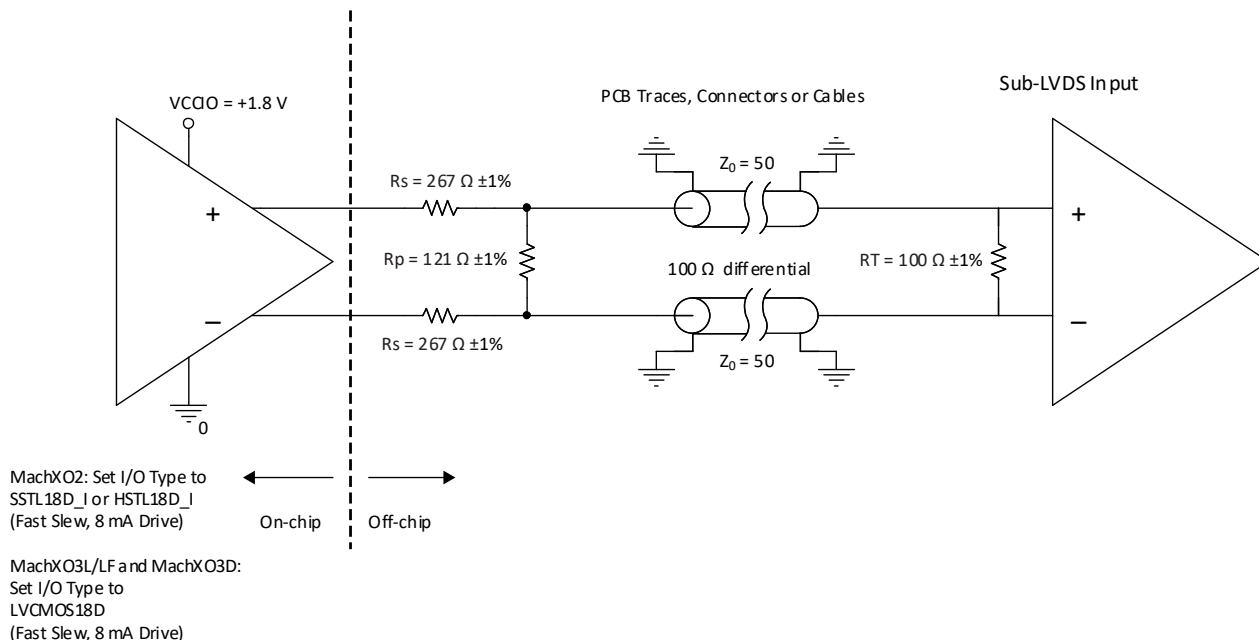 Sub-LVDS Input
PCB Traces, Connectors or Cables
VCCIO = +1.8 V
Z0 = 50
Rs = 267 Ω ±1%
+
+
Rp = 121 Ω ±1%
100 Ω differential
RT = 100 Ω ±1%
−
−
Rs = 267 Ω ±1%
Z0 = 50
0
MachXO2: Set I/O Type to
SSTL18D_I or HSTL18D_I
(Fast Slew, 8 mA Drive)
On-chip
Off-chip
MachXO3L/LF and MachXO3D:
Set I/O Type to
LVCMOS18D
(Fast Slew, 8 mA Drive)